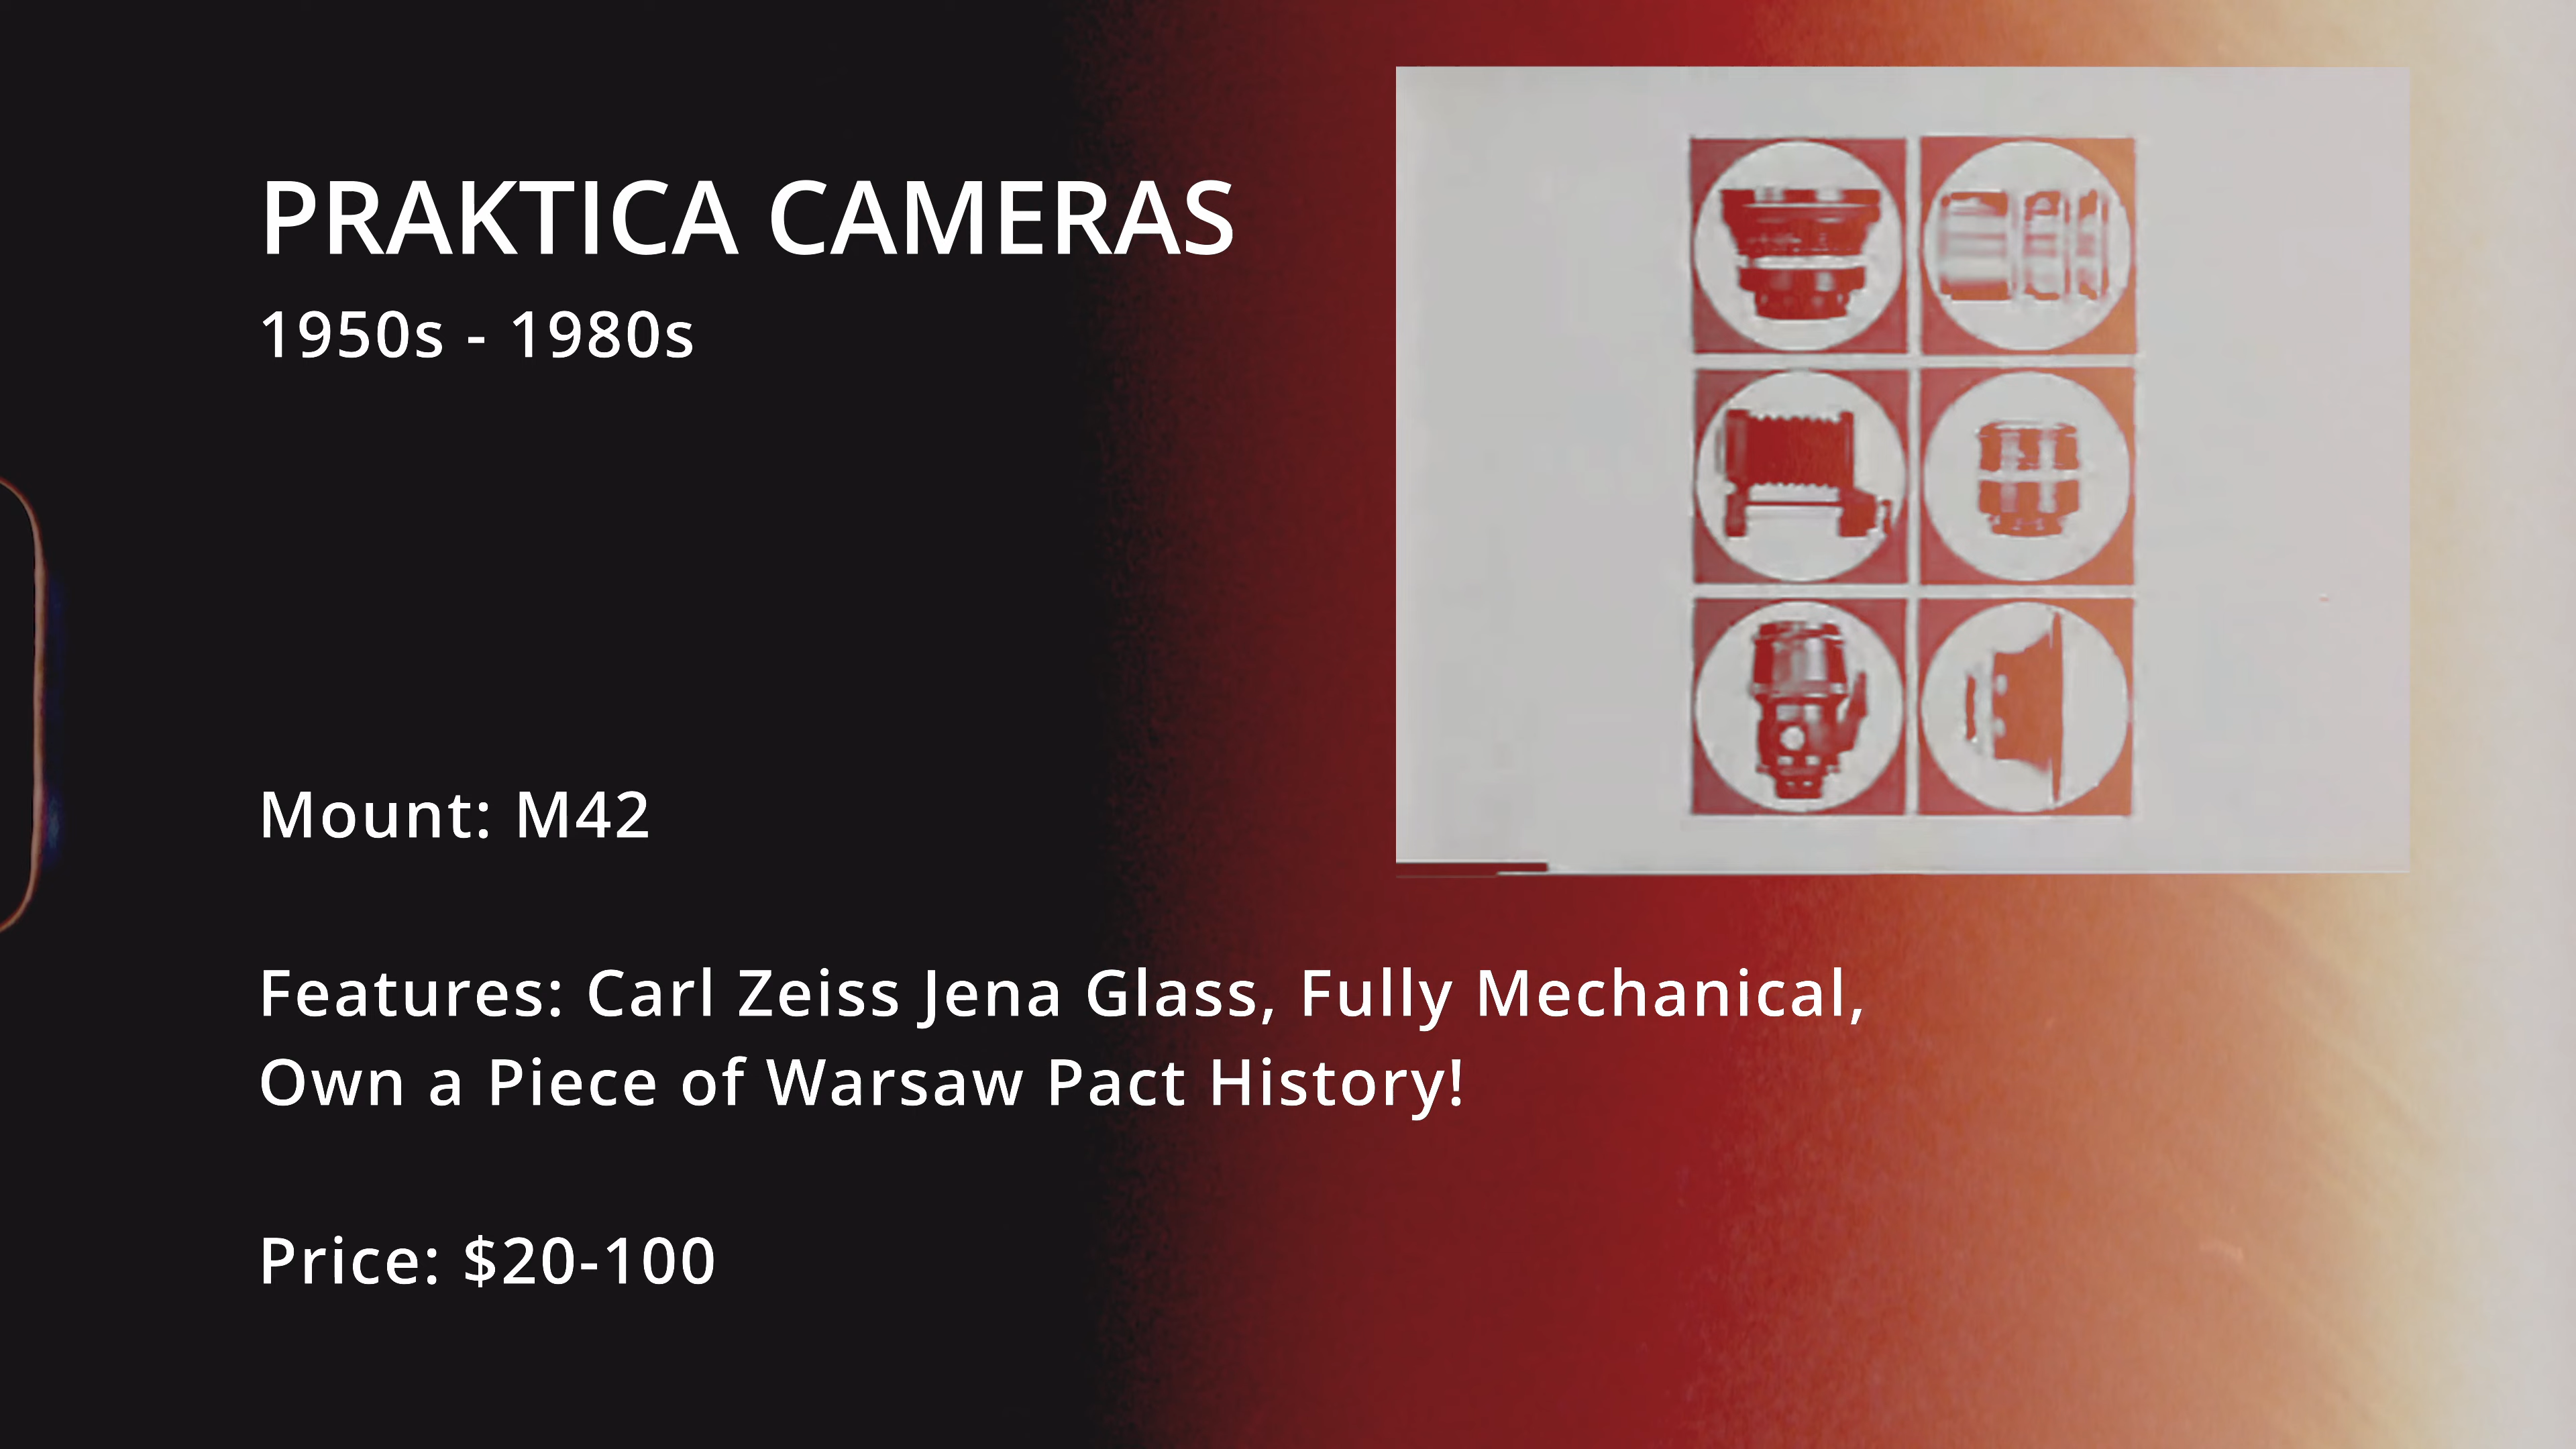 PRAKTICA CAMERAS
1950s - 1980s
Mount: M42
Features: Carl Zeiss Jena Glass, Fully Mechanical,
Own a Piece of Warsaw Pact History!
Price: $20-100